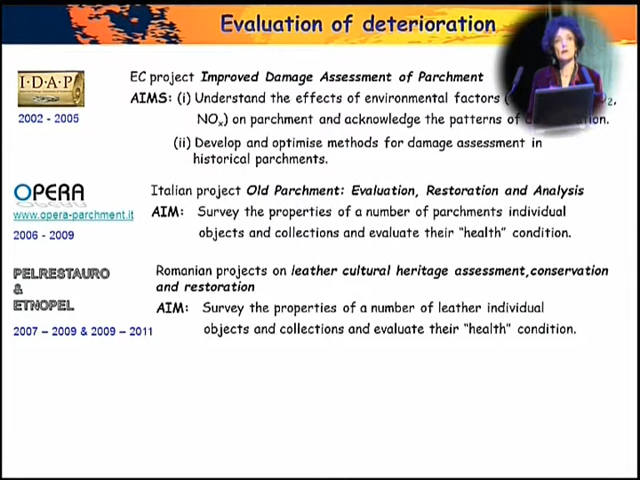 Evaluation of deterioration
I·D·A·P
2002 - 2005
EC project Improved Damage Assessment of Parchment
AIMS: (i) Understand the effects of environmental factors (
2,
NOx) on parchment and acknowledge the patterns of
(ii) Develop and optimise methods for damage assessment in
historical parchments.
OPERA
www.opera-parchment.it
2006 - 2009
Italian project Old Parchment: Evaluation, Restoration and Analysis
AIM: Survey the properties of a number of parchments individual
objects and collections and evaluate their “health” condition.
PELRESTAURO
&
ETNOPEL
2007 – 2009 & 2009 – 2011
Romanian projects on leather cultural heritage assessment,conservation
and restoration
AIM: Survey the properties of a number of leather individual
objects and collections and evaluate their “health” condition.